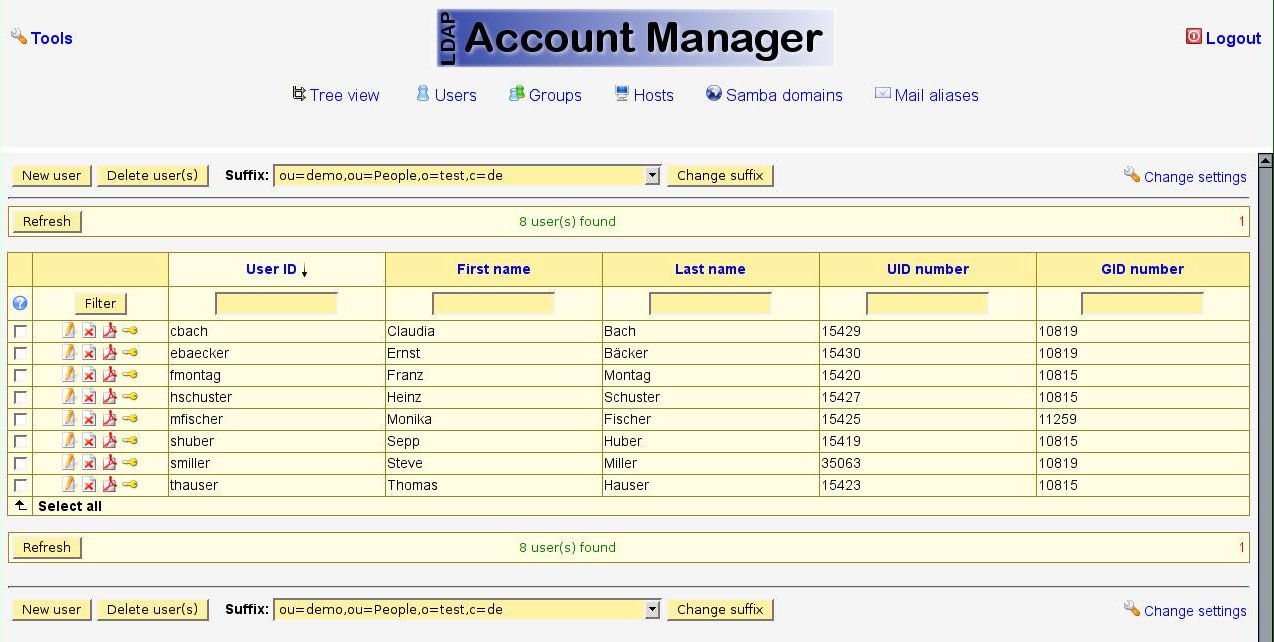 Tools
LDAP Account Manager
Logout
Tree view Users Groups Hosts Samba domains Mail aliases
New user Delete user(s) Suffix: ou=demo,ou=People,o=test,c=de Change suffix Change settings
Refresh 8 user(s) found 1
User ID First name Last name UID number GID number
Filter
cbach Claudia Bach 15429 10819
ebaecker Ernst Bäcker 15430 10819
fmontag Franz Montag 15420 10815
hschuster Heinz Schuster 15427 10815
mfischer Monika Fischer 15425 11259
shuber Sepp Huber 15419 10815
smiller Steve Miller 35063 10819
thauser Thomas Hauser 15423 10815
Select all
Refresh 8 user(s) found 1
New user Delete user(s) Suffix: ou=demo,ou=People,o=test,c=de Change suffix Change settings